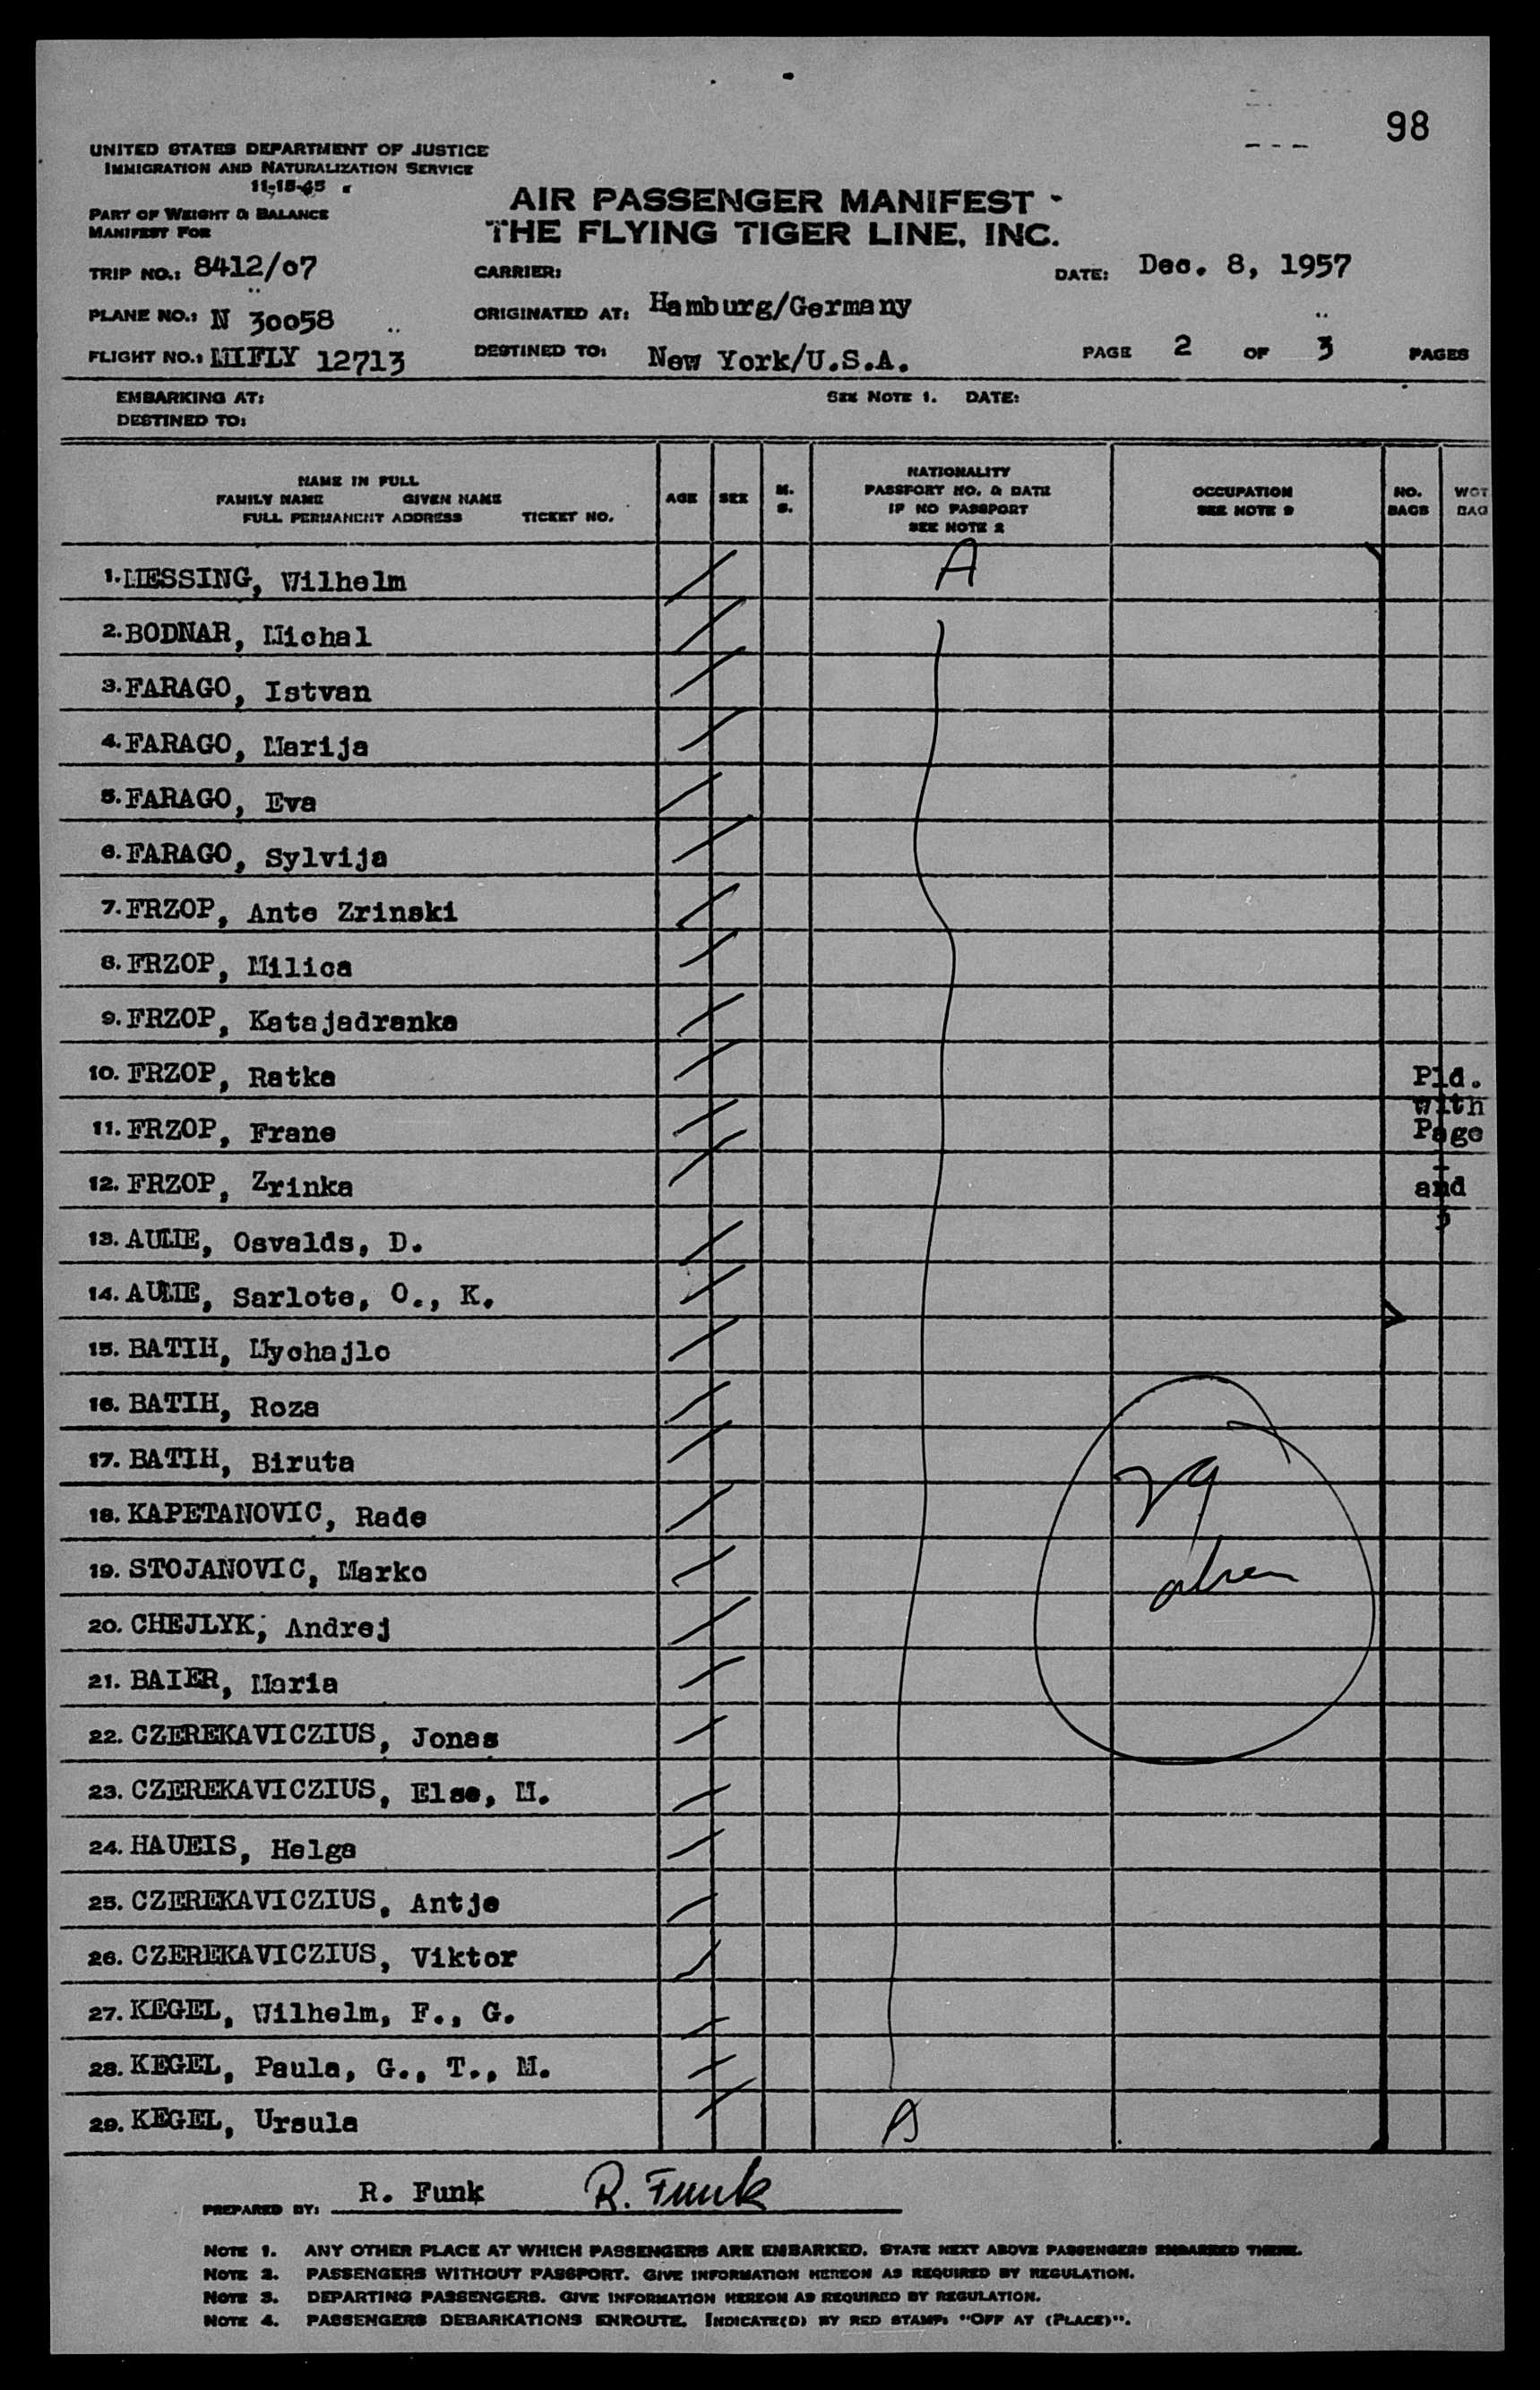 98
UNITED STATES DEPARTMENT OF JUSTICE
IMMIGRATION AND NATURALIZATION SERVICE
11-15-45
PART OF WEIGHT & BALANCE
MANIFEST FOR
AIR PASSENGER MANIFEST
THE FLYING TIGER LINE, INC.
TRIP NO.: 8412/07 CARRIER: DATE: Dec. 8, 1957
PLANE NO.: N 30058 ORIGINATED AT: Hamburg/Germany
FLIGHT NO.: MIFLY 12713 DESTINED TO: New York/U.S.A. PAGE 2 OF 3 PAGES
EMBARKING AT: SEE NOTE 1. DATE:
DESTINED TO:
NAME IN FULL
FAMILY NAME GIVEN NAME
FULL PERMANENT ADDRESS TICKET NO.
AGE
SEX
M.
S.
NATIONALITY
PASSPORT NO. & DATE
IF NO PASSPORT
SEE NOTE 2
OCCUPATION
SEE NOTE 3
NO.
BAGS
WGT
BAG
1. MESSING, Wilhelm A
2. BODNAR, Michal
3. FARAGO, Istvan
4. FARAGO, Marija
5. FARAGO, Eva
6. FARAGO, Sylvija
7. FRZOP, Ante Zrinski
8. FRZOP, Milica
9. FRZOP, Katajadranka
10. FRZOP, Ratka
11. FRZOP, Frane
12. FRZOP, Zrinka
Pld.
with
Page
1
and
3
13. AULIE, Osvalds, D.
14. AULIE, Sarlote, O., K.
15. BATIH, Mychajlo
16. BATIH, Roza
17. BATIH, Biruta
18. KAPETANOVIC, Rade
19. STOJANOVIC, Marko
20. CHEJLYK, Andrej
21. BAIER, Maria
22. CZEREKAVICZIUS, Jonas
23. CZEREKAVICZIUS, Else, M.
24. HAUEIS, Helga
25. CZEREKAVICZIUS, Antje
26. CZEREKAVICZIUS, Viktor
27. KEGEL, Wilhelm, F., G.
28. KEGEL, Paula, G., T., M.
29. KEGEL, Ursula A
29
PREPARED BY: R. Funk R. Funk
NOTE 1. ANY OTHER PLACE AT WHICH PASSENGERS ARE EMBARKED. STATE NEXT ABOVE PASSENGERS EMBARKED THERE.
NOTE 2. PASSENGERS WITHOUT PASSPORT. GIVE INFORMATION HEREON AS REQUIRED BY REGULATION.
NOTE 3. DEPARTING PASSENGERS. GIVE INFORMATION HEREON AS REQUIRED BY REGULATION.
NOTE 4. PASSENGERS DEBARKATIONS ENROUTE. INDICATE(D) BY RED STAMP: "OFF AT (PLACE)".